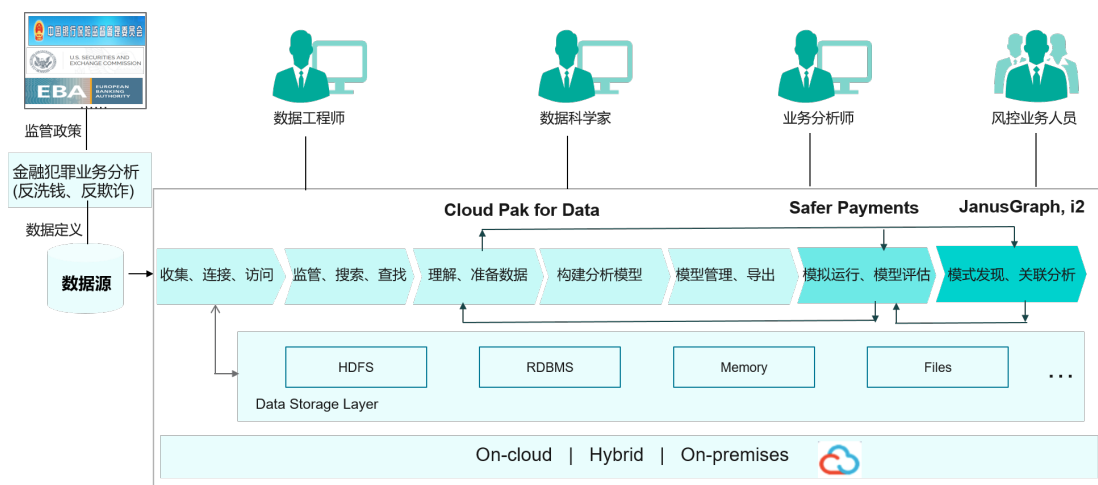 中国银行保险监督管理委员会
U.S. SECURITIES AND
EXCHANGE COMMISSION
EBA
EUROPEAN
BANKING
AUTHORITY
......
监管政策
金融犯罪业务分析
(反洗钱、反欺诈)
数据定义
数据源
数据工程师
数据科学家
业务分析师
风控业务人员
Cloud Pak for Data
Safer Payments
JanusGraph, i2
收集、连接、访问
监管、搜索、查找
理解、准备数据
构建分析模型
模型管理、导出
模拟运行、模型评估
模式发现、关联分析
HDFS
RDBMS
Memory
Files
...
Data Storage Layer
On-cloud | Hybrid | On-premises